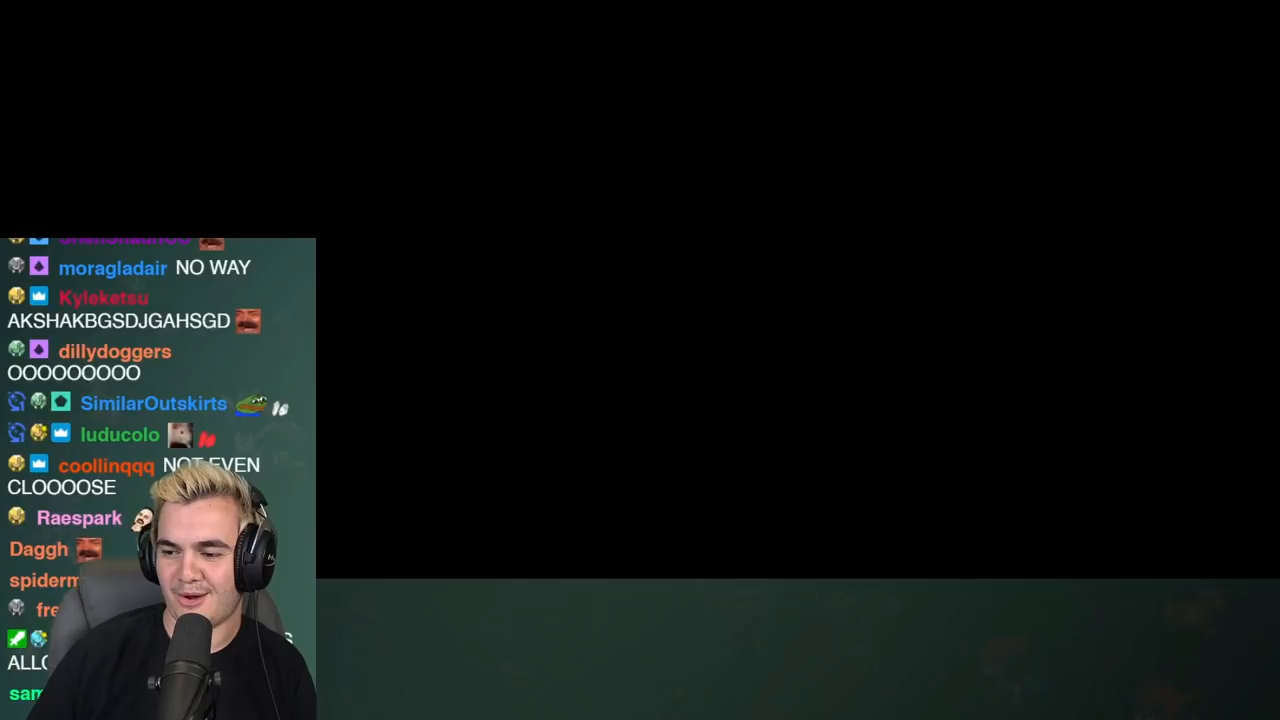 moragladair NO WAY
Kyleketsu
AKSHAKBGSDJGAHSGD
dillydoggers
OOOOOOOOO
SimilarOutskirts
luducolo
coollinqqq NOT EVEN
CLOOOOSE
Raespark
Daggh